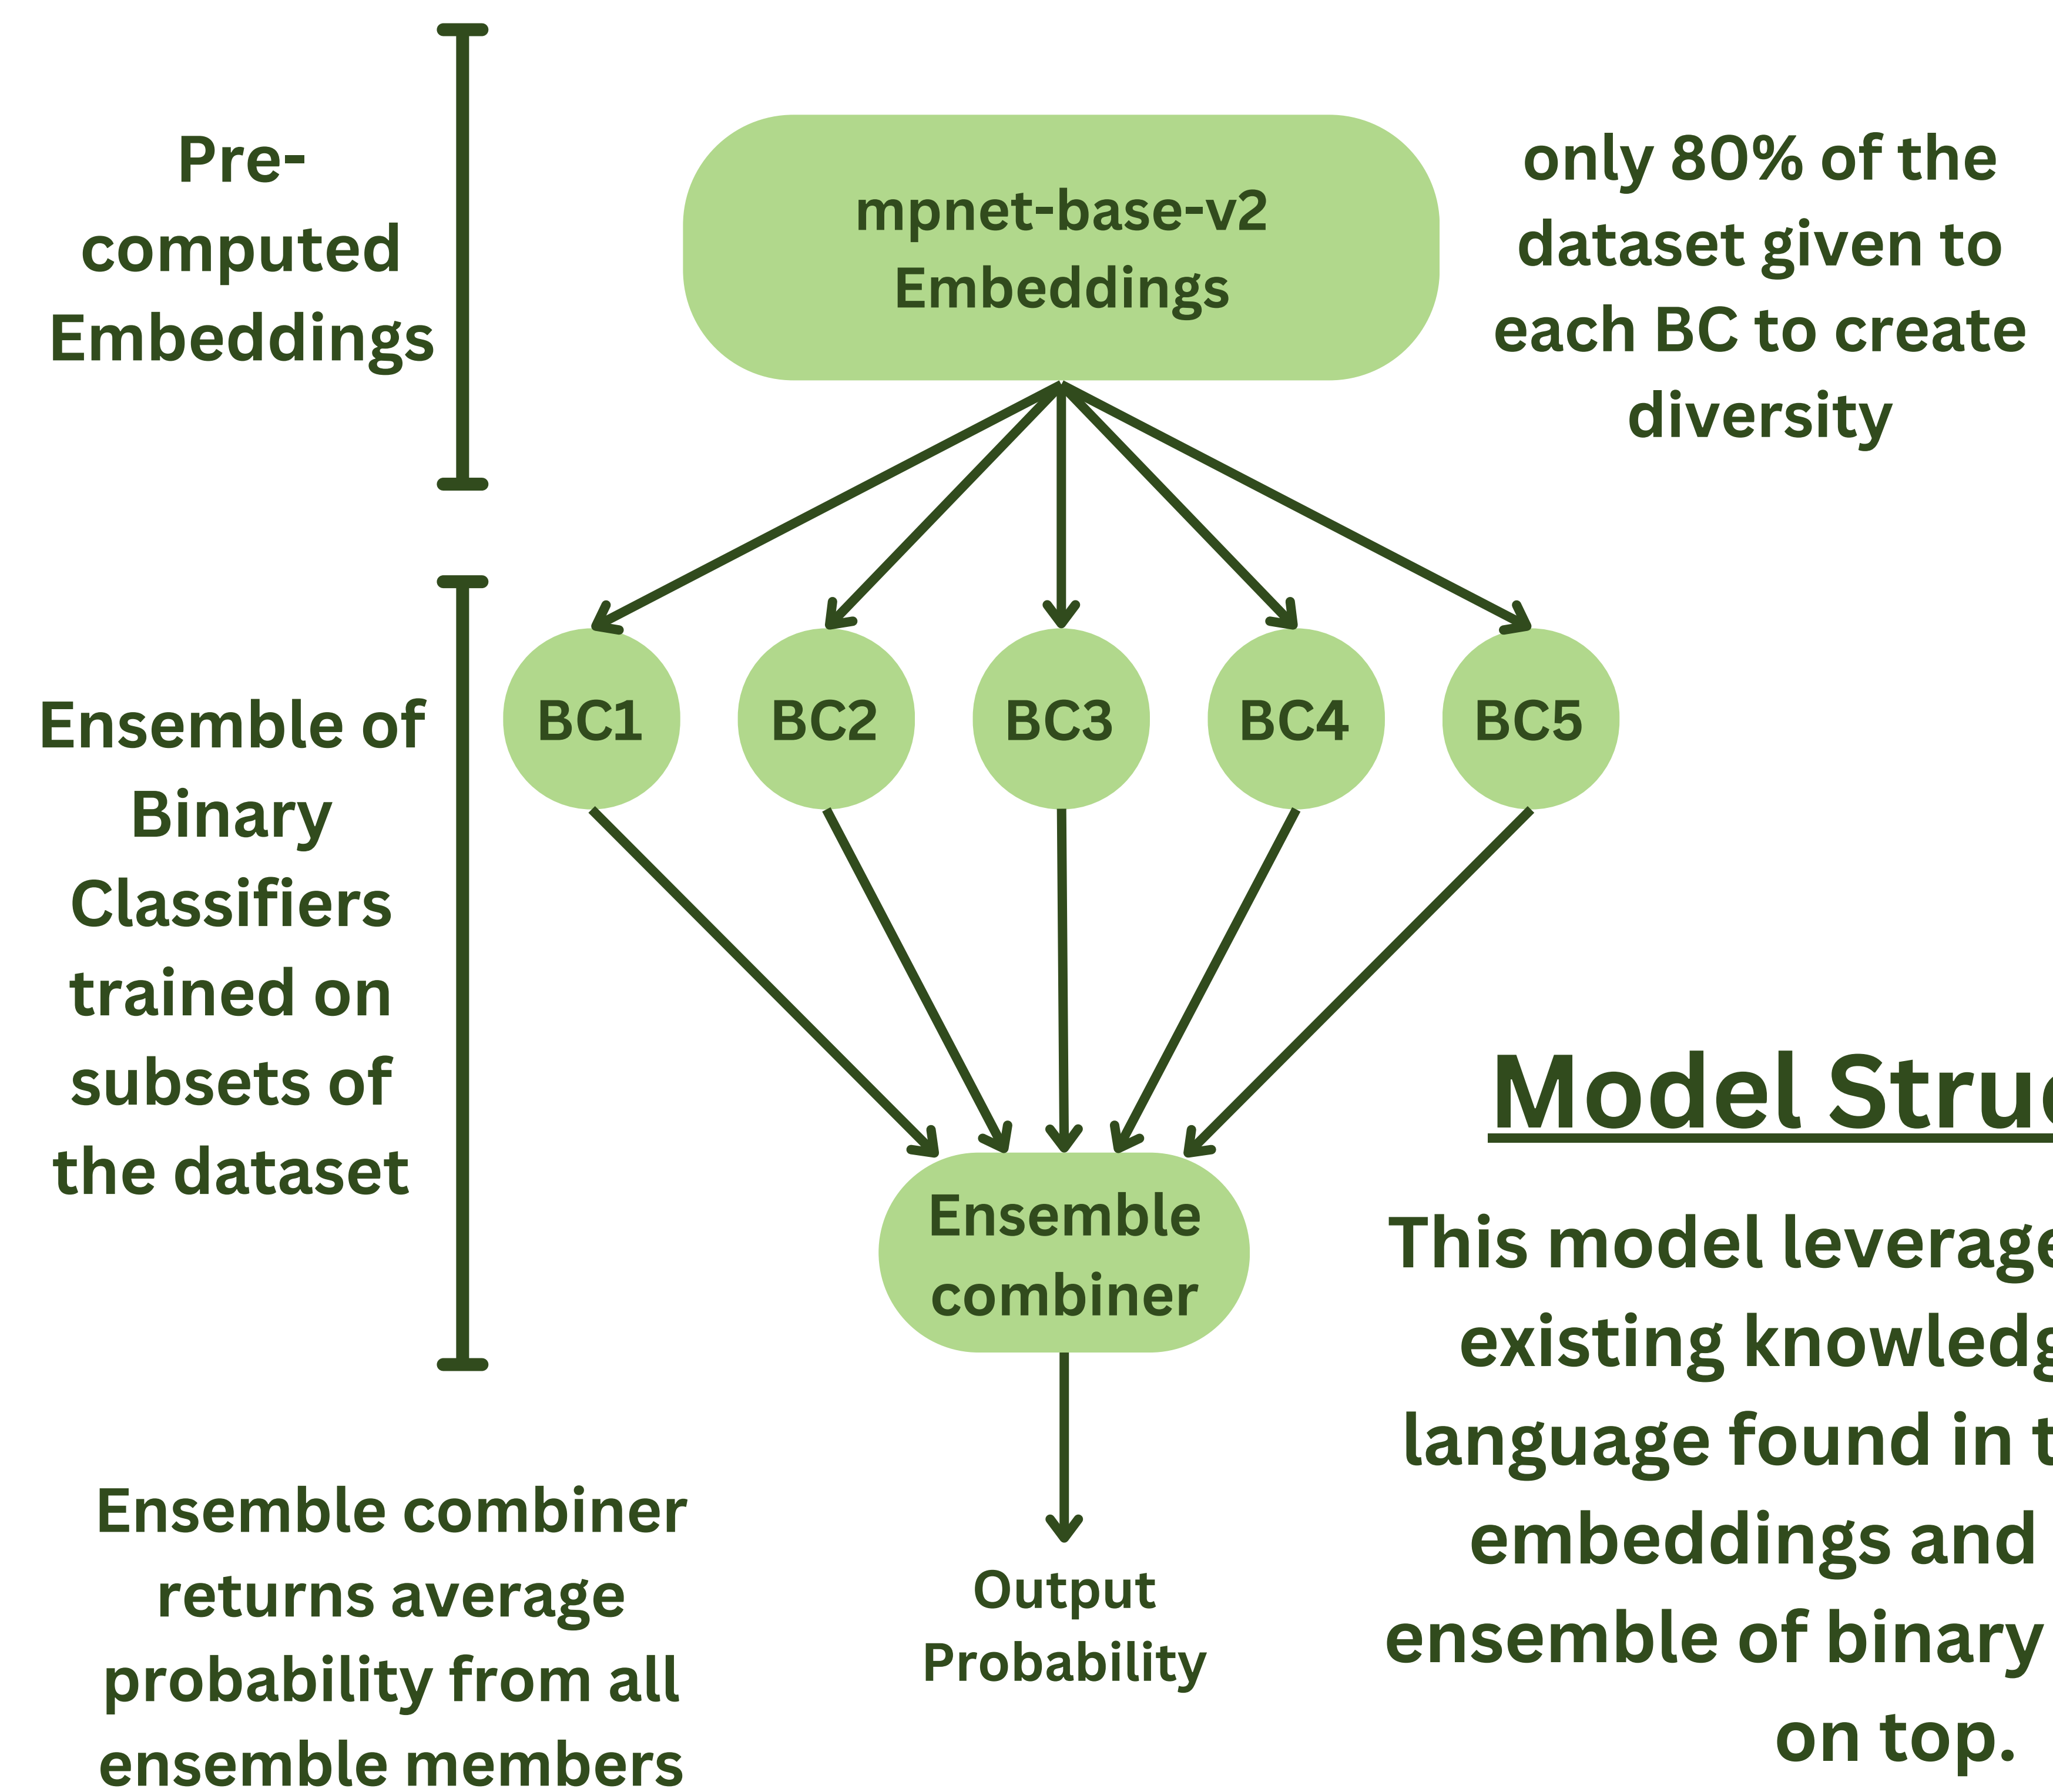 Pre-
computed
Embeddings
mpnet-base-v2
Embeddings
only 80% of the
dataset given to
each BC to create
diversity
Ensemble of
Binary
Classifiers
trained on
subsets of
the dataset
BC1
BC2
BC3
BC4
BC5
Ensemble
combiner
Output
Probability
Ensemble combiner
returns average
probability from all
ensemble members
Model
This model
existing
language found in
embeddings and
ensemble of binary
on top.